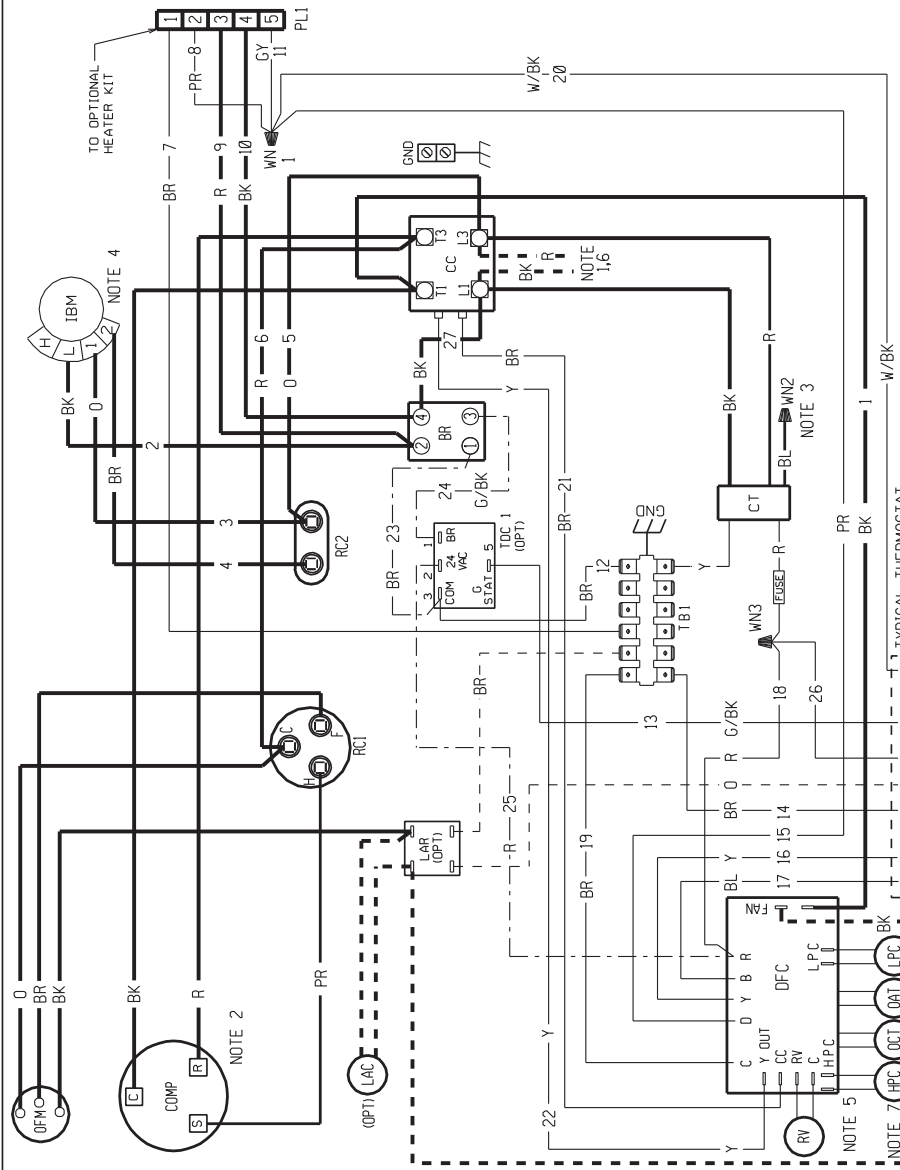 1
2
3
4
5
PL1
TO OPTIONAL
HEATER KIT
PR
8
GY
11
BR
7
R
9
BK
10
WN
1
W/BK
20
GND
IBM
H
L
1
2
NOTE 4
T3
L3
CC
T1
L1
BK
R
NOTE
1,6
R
6
O
5
BK
O
BR
2
BK
27
BR
Y
4
3
2
1
BR
24
G/BK
BR
23
3
4
RC2
1
2
3
BR
24
VAC
COM
G
STAT
5
TDC 1
(OPT)
BR
21
BR
12
GND
TB1
Y
CT
BK
R
BL
WN2
NOTE 3
R
FUSE
WN3
18
26
1
BK
PR
W/BK
TYPICAL THERMOSTAT
C
F
H
RC1
BR
13
G/BK
R
O
BR
14
15
Y
16
BL
17
LAR
(OPT)
R
25
BR
19
O
BR
BK
BK
R
PR
OFM
COMP
C
R
S
NOTE 2
(OPT)
LAC
22
Y
Y
FAN
R
B
Y
D
C
DFC
LPC
Y OUT
CC
RV
C
HPC
BK
RV
NOTE 5
NOTE 7
HPC
OCT
OAT
LPC